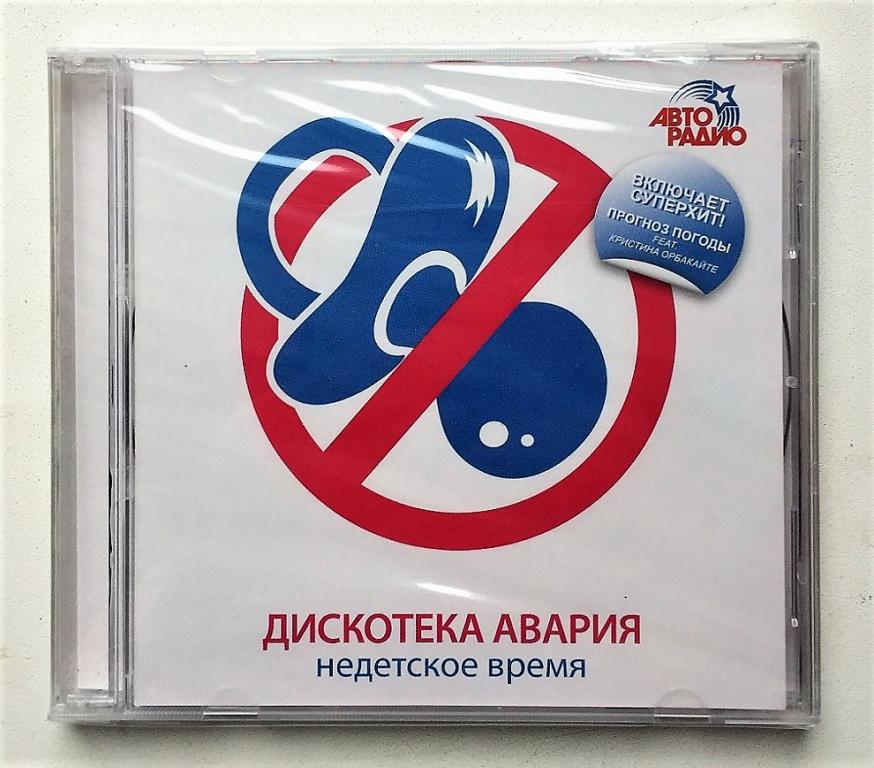 АВТО
РАДИО
ВКЛЮЧАЕТ
СУПЕРХИТ!
ПРОГНОЗ ПОГОДЫ
FEAT.
КРИСТИНА ОРБАКАЙТЕ
ДИСКОТЕКА АВАРИЯ
недетское время